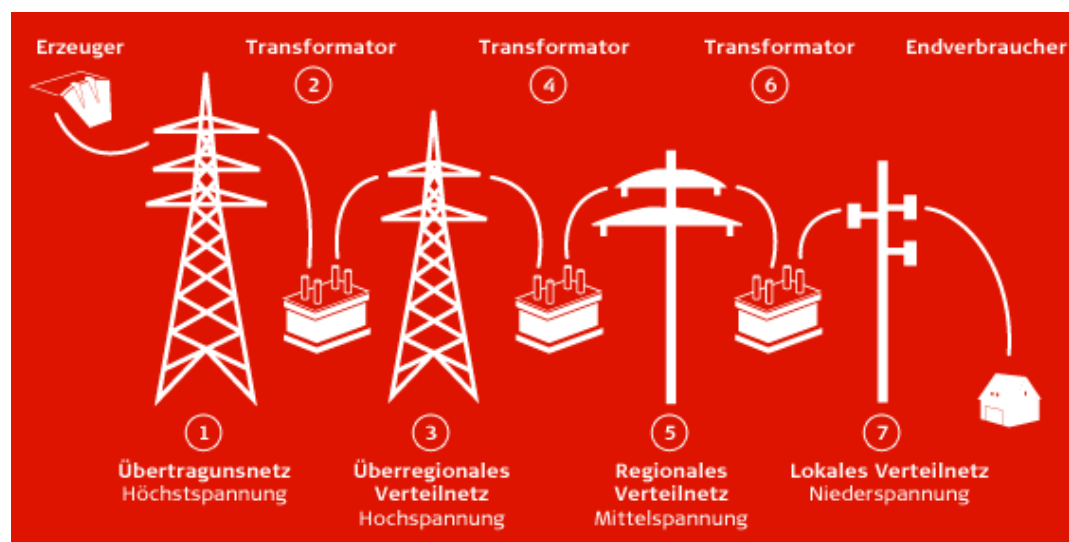 Erzeuger
Transformator
Transformator
Transformator
Endverbraucher
2
4
6
1
3
5
7
Übertragunsnetz
Höchstspannung
Überregionales
Verteilnetz
Hochspannung
Regionales
Verteilnetz
Mittelspannung
Lokales Verteilnetz
Niederspannung